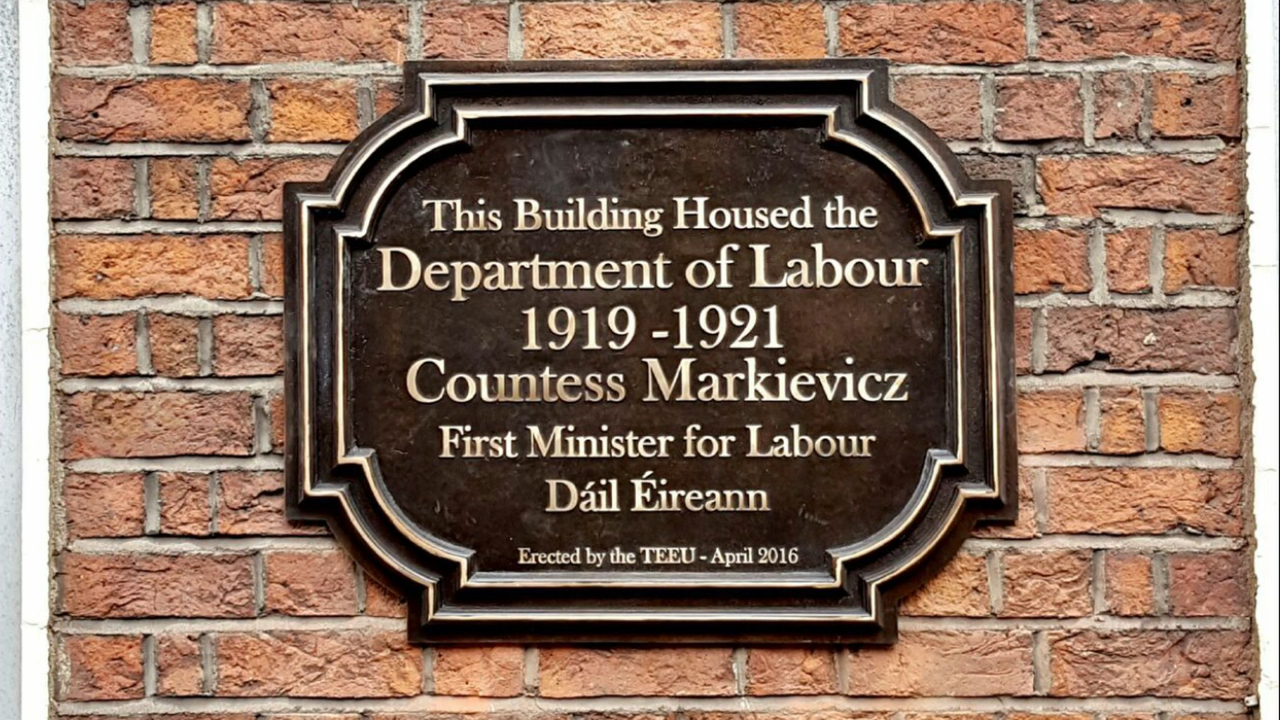 This Building Housed the
Department of Labour
1919 -1921
Countess Markievicz
First Minister for Labour
Dáil Éireann
Erected by the TEEU - April 2016